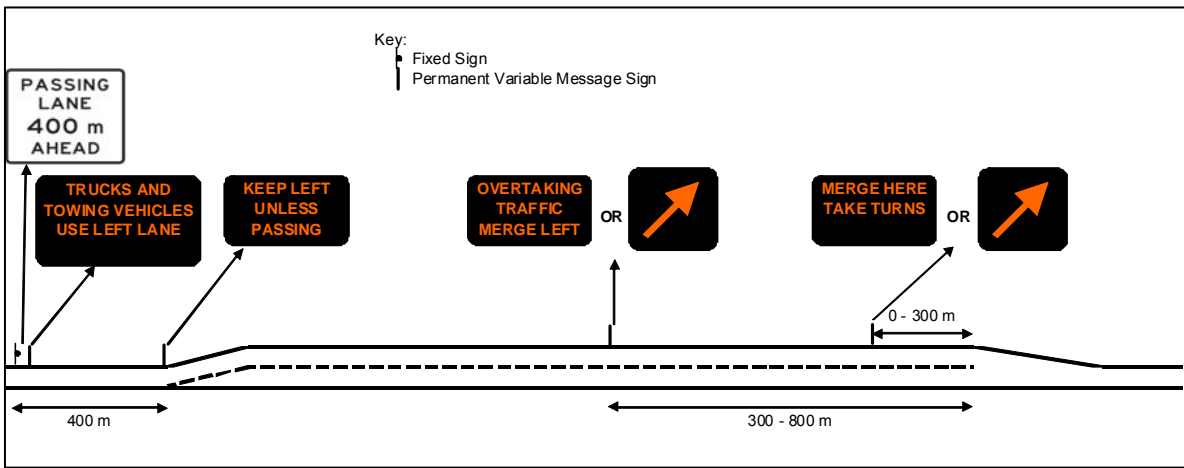 Key:
Fixed Sign
Permanent Variable Message Sign
PASSING
LANE
400 m
AHEAD
TRUCKS AND
TOWING VEHICLES
USE LEFT LANE
KEEP LEFT
UNLESS
PASSING
OVERTAKING
TRAFFIC
MERGE LEFT
OR
MERGE HERE
TAKE TURNS
OR
0 - 300 m
400 m
300 - 800 m